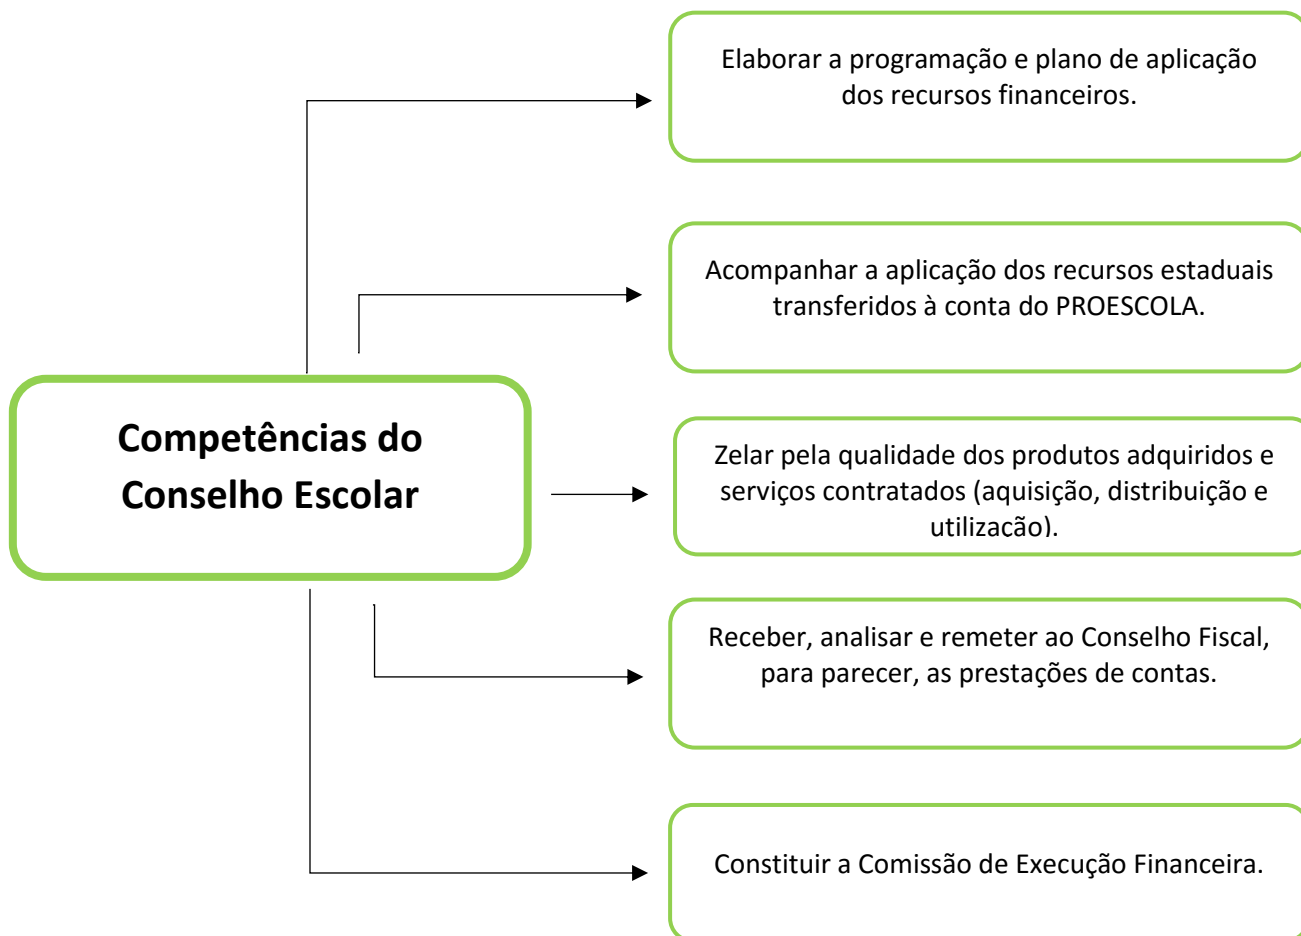 Elaborar a programação e plano de aplicação
dos recursos financeiros.
Acompanhar a aplicação dos recursos estaduais
transferidos à conta do PROESCOLA.
Competências do
Conselho Escolar
Zelar pela qualidade dos produtos adquiridos e
serviços contratados (aquisição, distribuição e
utilização).
Receber, analisar e remeter ao Conselho Fiscal,
para parecer, as prestações de contas.
Constituir a Comissão de Execução Financeira.